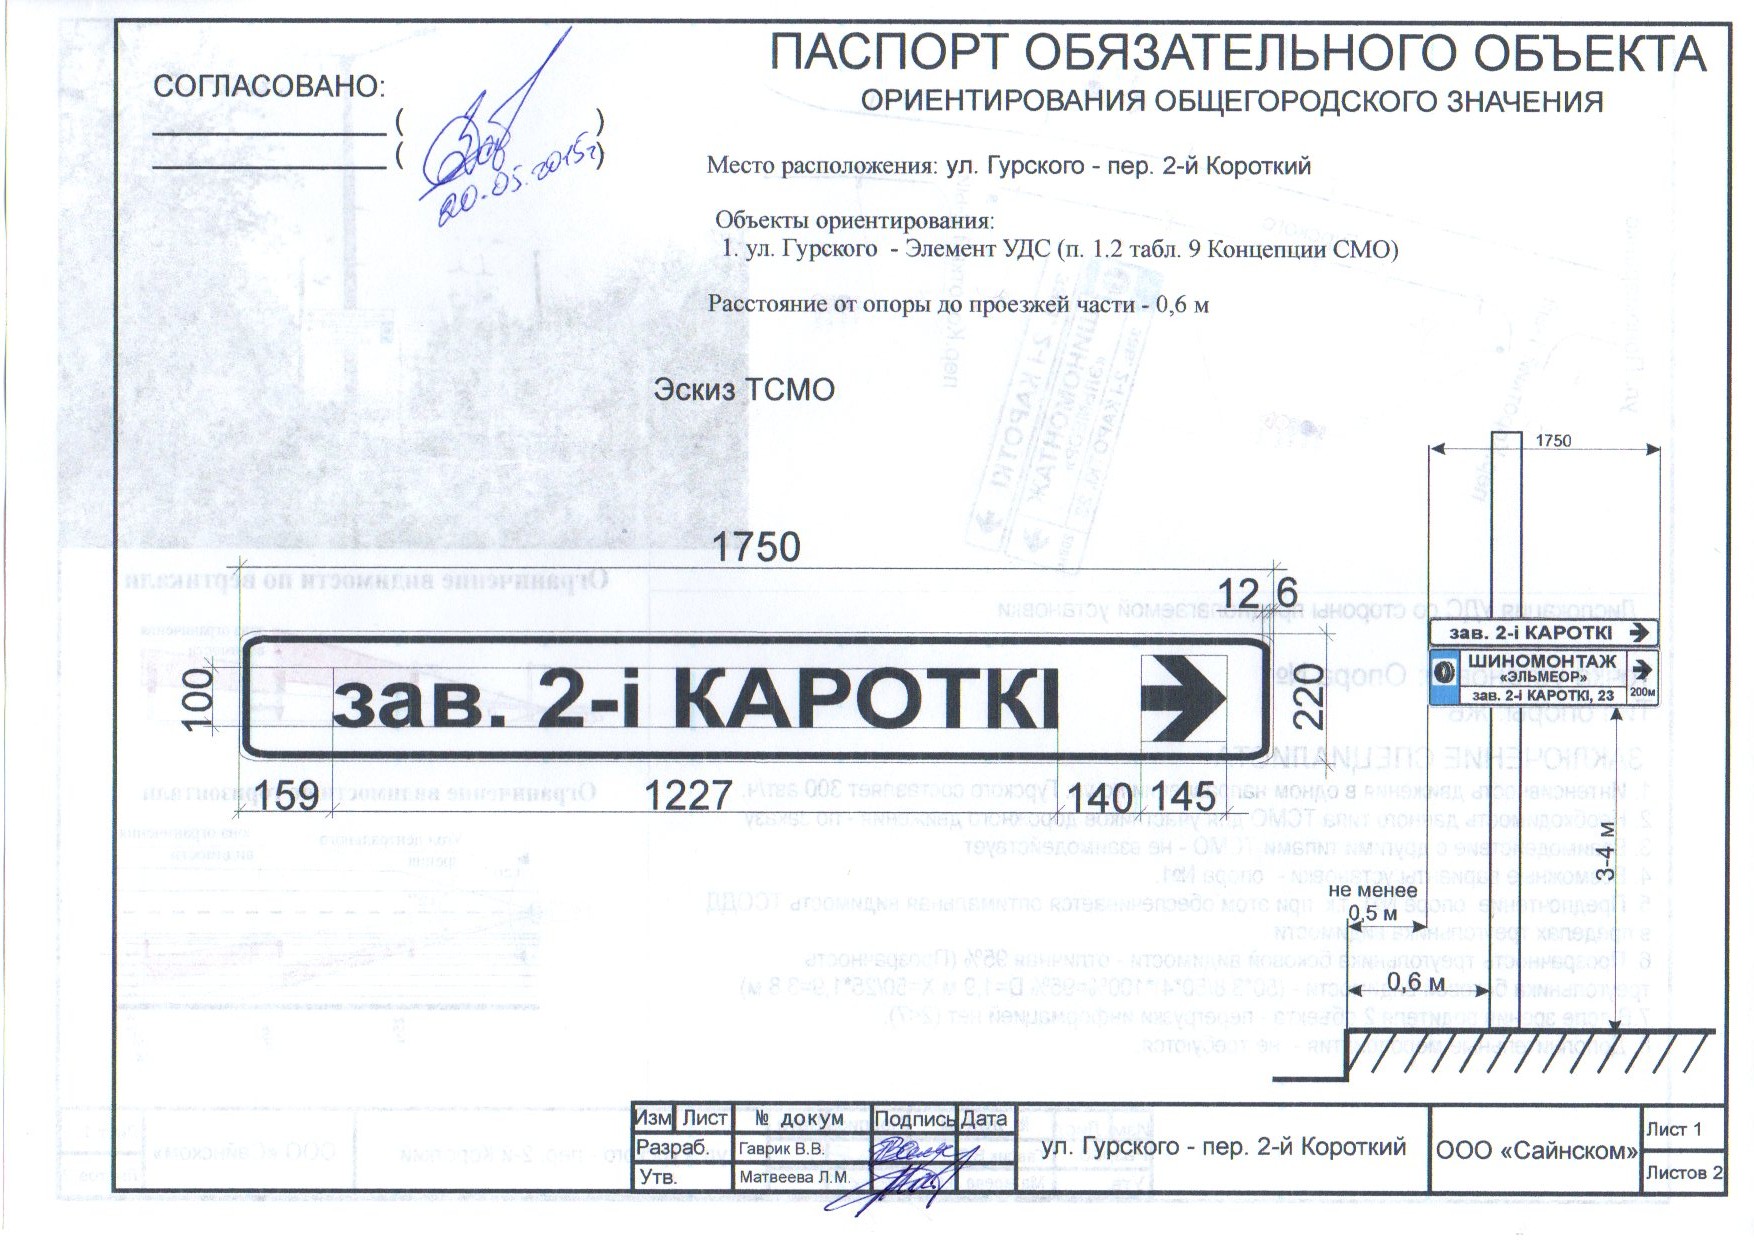 ПАСПОРТ ОБЯЗАТЕЛЬНОГО ОБЪЕКТА
ОРИЕНТИРОВАНИЯ ОБЩЕГОРОДСКОГО ЗНАЧЕНИЯ
СОГЛАСОВАНО:
( )
( )
20.05.2015г
Место расположения: ул. Гурского - пер. 2-й Короткий
Объекты ориентирования:
1. ул. Гурского - Элемент УДС (п. 1.2 табл. 9 Концепции СМО)
Расстояние от опоры до проезжей части - 0,6 м
Эскиз ТСМО
1750
12 6
зав. 2-і КАРОТКІ
100
220
159 1227 140 145
1750
зав. 2-і КАРОТКІ
ШИНОМОНТАЖ
«ЭЛЬМЕОР»
зав. 2-і КАРОТКІ, 23
200м
3-4 м
не менее
0,5 м
0,6 м
Изм Лист № докум Подпись Дата
Разраб. Гаврик В.В.
Утв. Матвеева Л.М.
ул. Гурского - пер. 2-й Короткий
ООО «Сайнском»
Лист 1
Листов 2